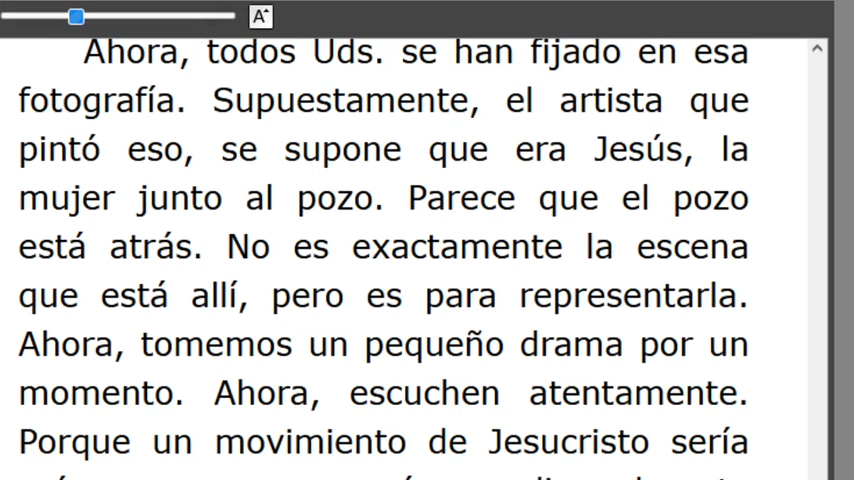 A
Ahora, todos Uds. se han fijado en esa
fotografía. Supuestamente, el artista que
pintó eso, se supone que era Jesús, la
mujer junto al pozo. Parece que el pozo
está atrás. No es exactamente la escena
que está allí, pero es para representarla.
Ahora, tomemos un pequeño drama por un
momento. Ahora, escuchen atentamente.
Porque un movimiento de Jesucristo sería